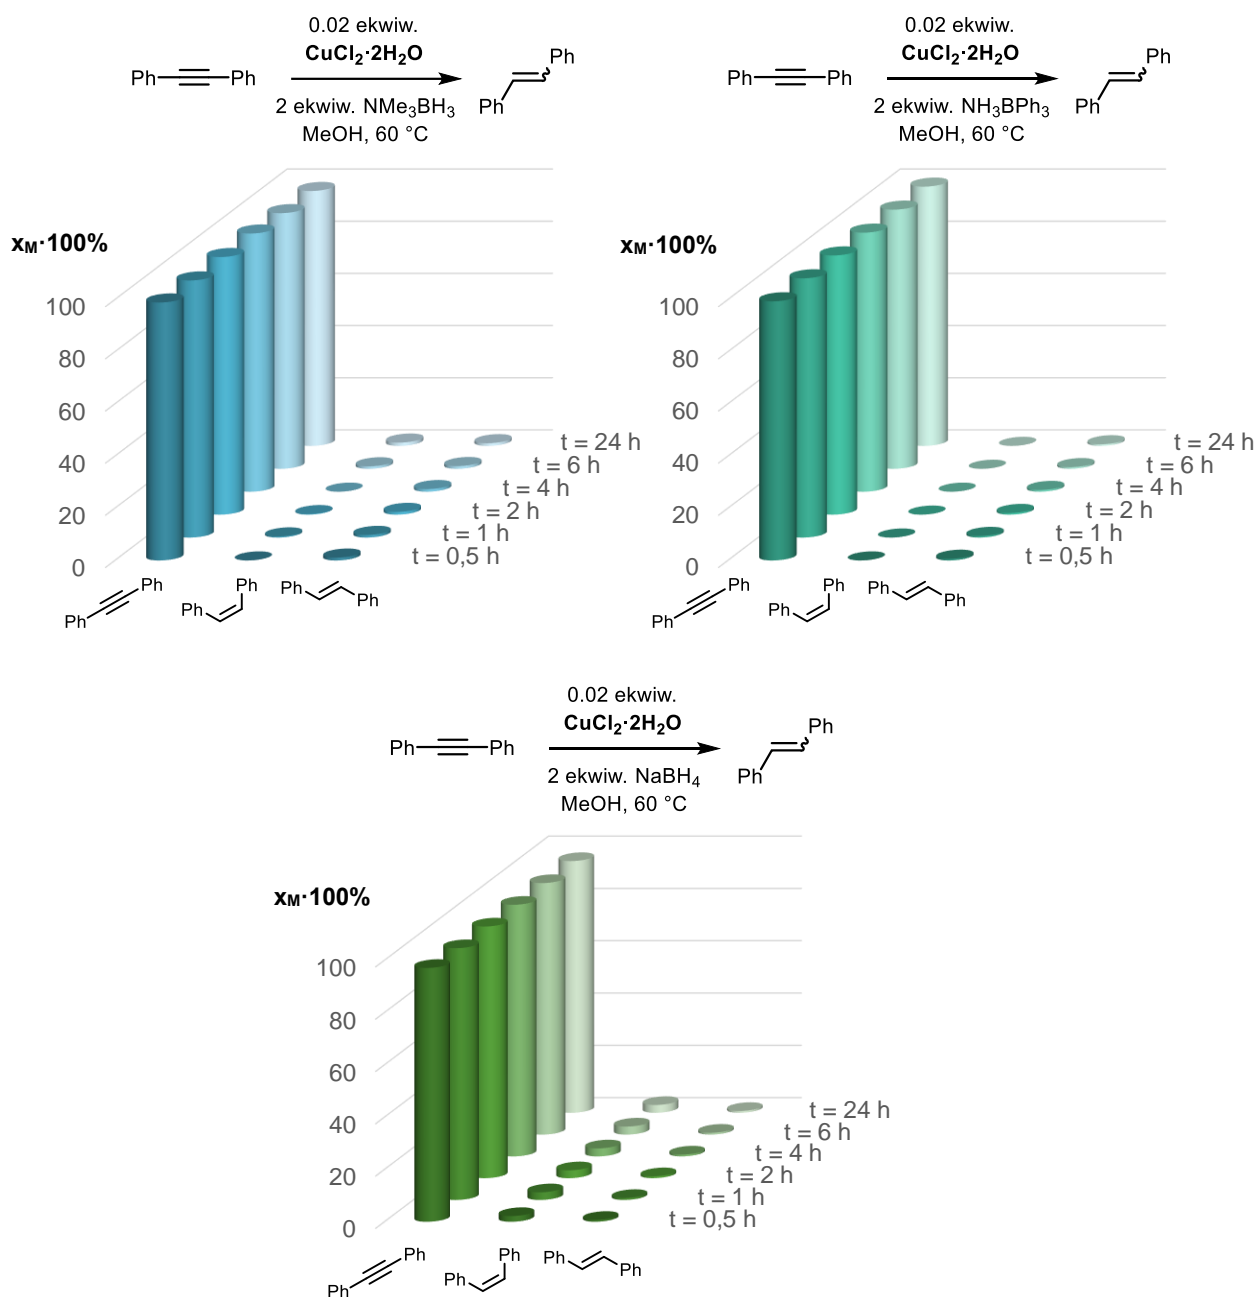 0.02 ekwiw.
CuCl₂·2H₂O
Ph Ph
2 ekwiw. NMe₃BH₃
MeOH, 60 °C
Ph
Ph
xM·100%
100
80
60
40
20
0
t = 24 h
t = 6 h
t = 4 h
t = 2 h
t = 1 h
t = 0,5 h
Ph
Ph
Ph
Ph
Ph
Ph
0.02 ekwiw.
CuCl₂·2H₂O
Ph Ph
2 ekwiw. NH₃BPh₃
MeOH, 60 °C
Ph
Ph
xM·100%
100
80
60
40
20
0
t = 24 h
t = 6 h
t = 4 h
t = 2 h
t = 1 h
t = 0,5 h
Ph
Ph
Ph
Ph
Ph
Ph
0.02 ekwiw.
CuCl₂·2H₂O
Ph Ph
2 ekwiw. NaBH₄
MeOH, 60 °C
Ph
Ph
xM·100%
100
80
60
40
20
0
t = 24 h
t = 6 h
t = 4 h
t = 2 h
t = 1 h
t = 0,5 h
Ph
Ph
Ph
Ph
Ph
Ph